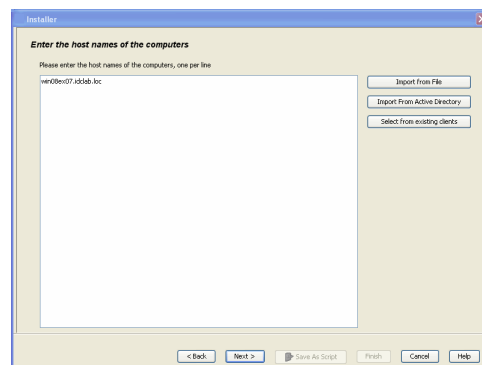 Installer
Enter the host names of the computers
Please enter the host names of the computers, one per line
win08ex07.idclab.loc
Import from File
Import From Active Directory
Select from existing clients
< Back
Next >
Save As Script
Finish
Cancel
Help